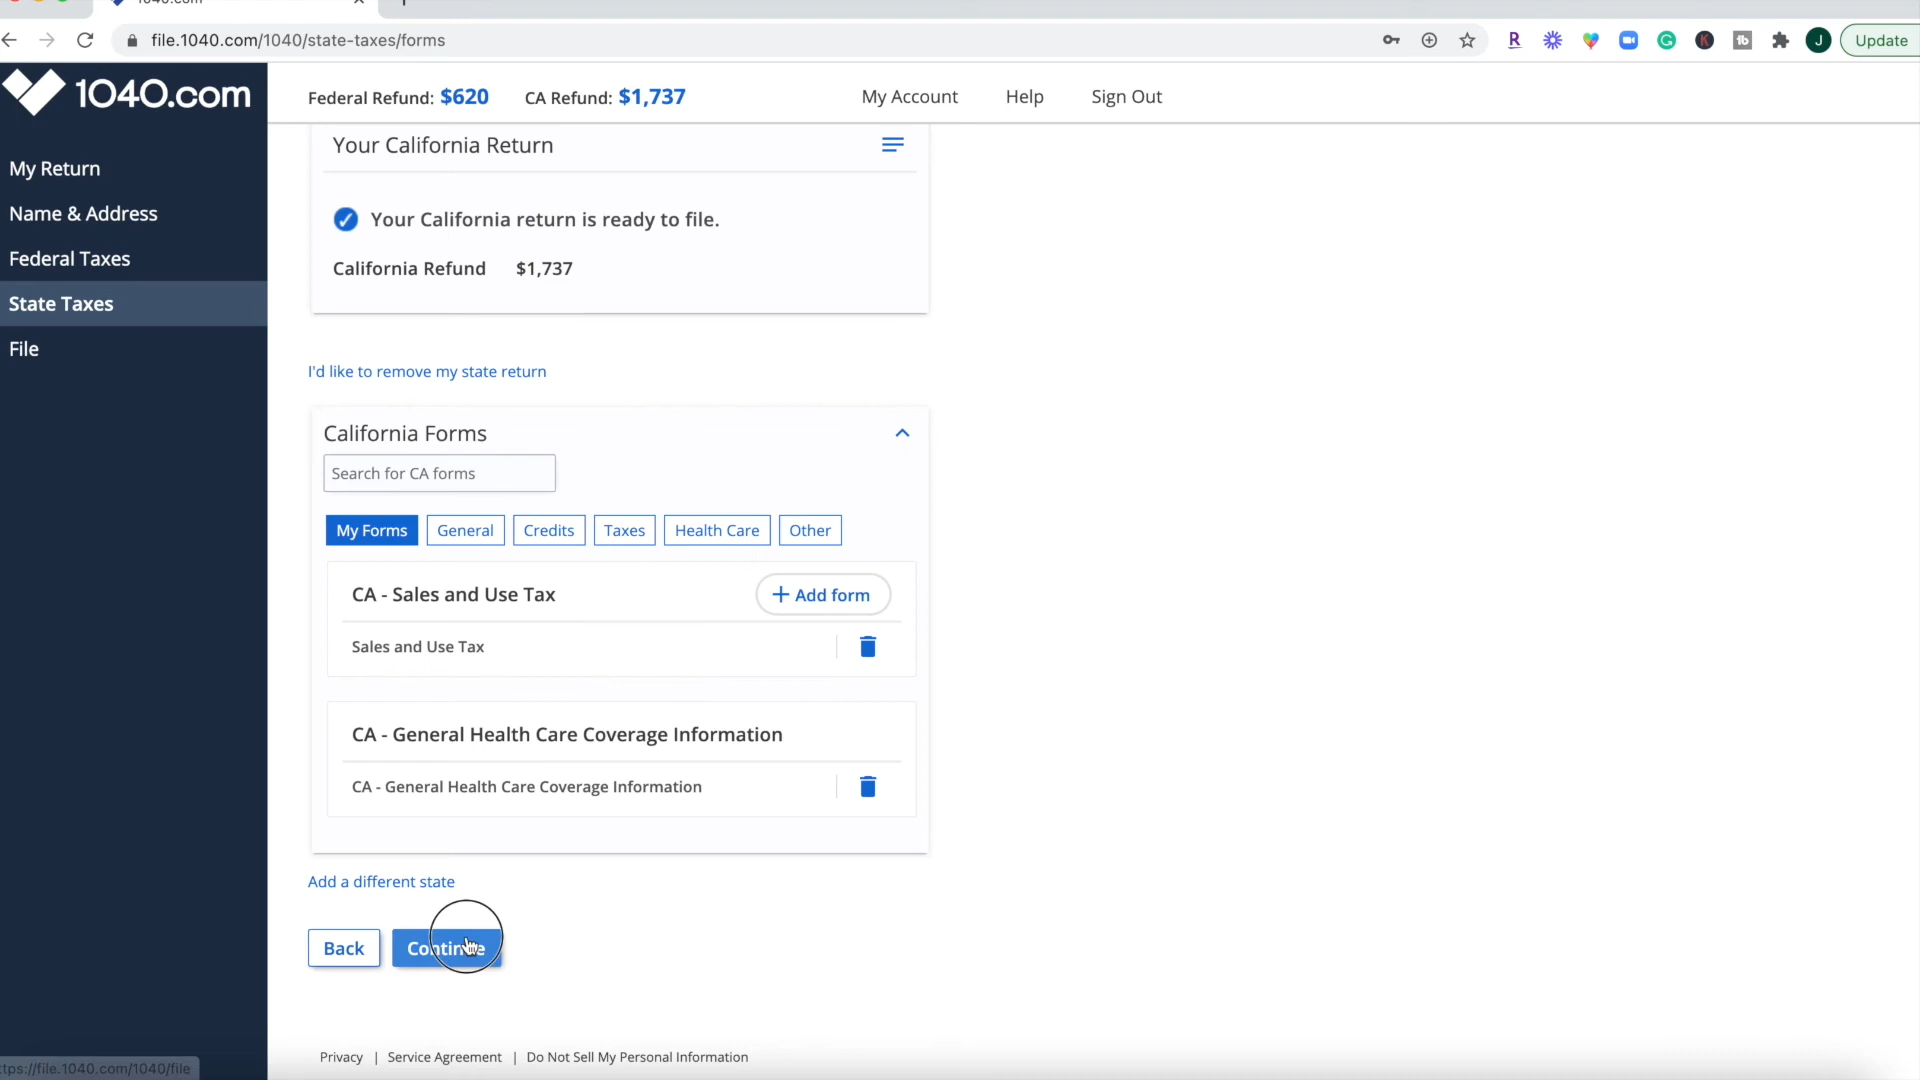 1040.com
file.1040.com/1040/state-taxes/forms
Update
1040.com
Federal Refund: $620 CA Refund: $1,737
My Account Help Sign Out
My Return
Name & Address
Federal Taxes
State Taxes
File
Your California Return
Your California return is ready to file.
California Refund $1,737
I'd like to remove my state return
California Forms
Search for CA forms
My Forms General Credits Taxes Health Care Other
CA - Sales and Use Tax + Add form
Sales and Use Tax
CA - General Health Care Coverage Information
CA - General Health Care Coverage Information
Add a different state
Back Continue
Privacy | Service Agreement | Do Not Sell My Personal Information
ttps://file.1040.com/1040/file